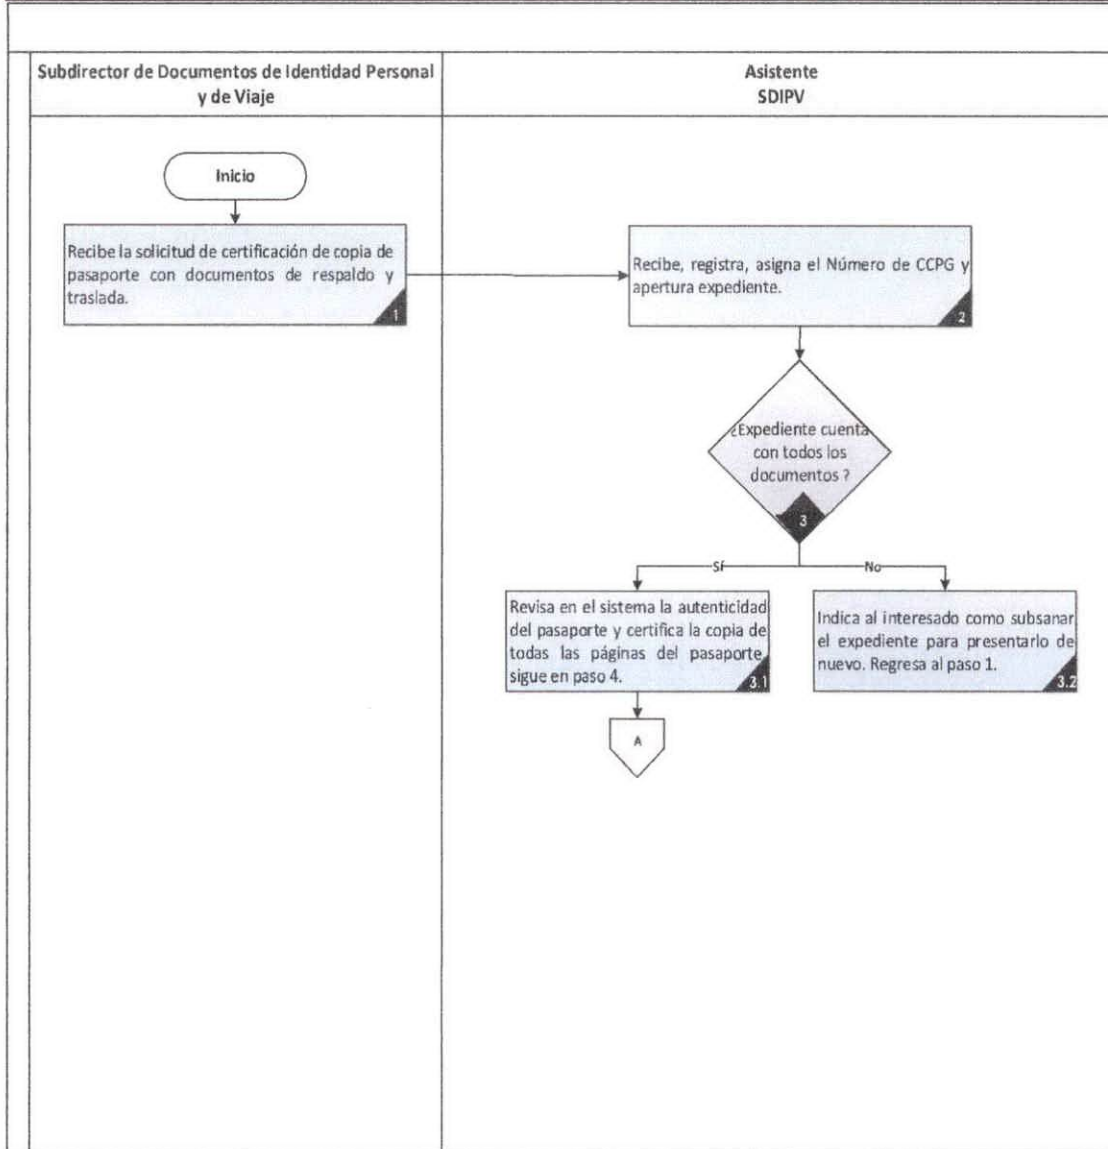 Subdirector de Documentos de Identidad Personal
y de Viaje
Asistente
SDIPV
Inicio
Recibe la solicitud de certificación de copia de
pasaporte con documentos de respaldo y
traslada.
1
Recibe, registra, asigna el Número de CCPG y
apertura expediente.
2
¿Expediente cuenta
con todos los
documentos ?
3
Sí
No
Revisa en el sistema la autenticidad
del pasaporte y certifica la copia de
todas las páginas del pasaporte,
sigue en paso 4.
3.1
Indica al interesado como subsanar
el expediente para presentarlo de
nuevo. Regresa al paso 1.
3.2
A